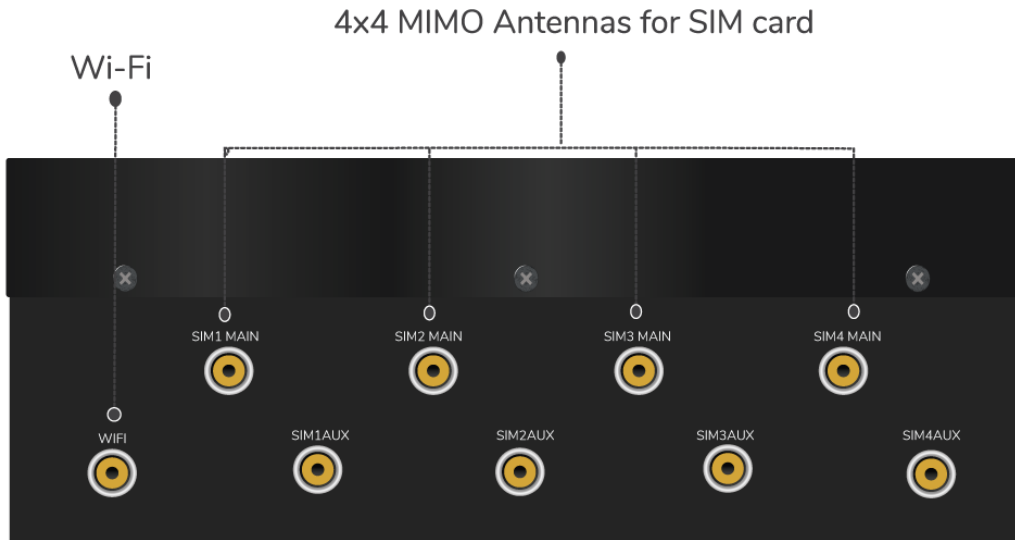 4x4 MIMO Antennas for SIM card
Wi-Fi
SIM1 MAIN
SIM2 MAIN
SIM3 MAIN
SIM4 MAIN
WIFI
SIM1AUX
SIM2AUX
SIM3AUX
SIM4AUX